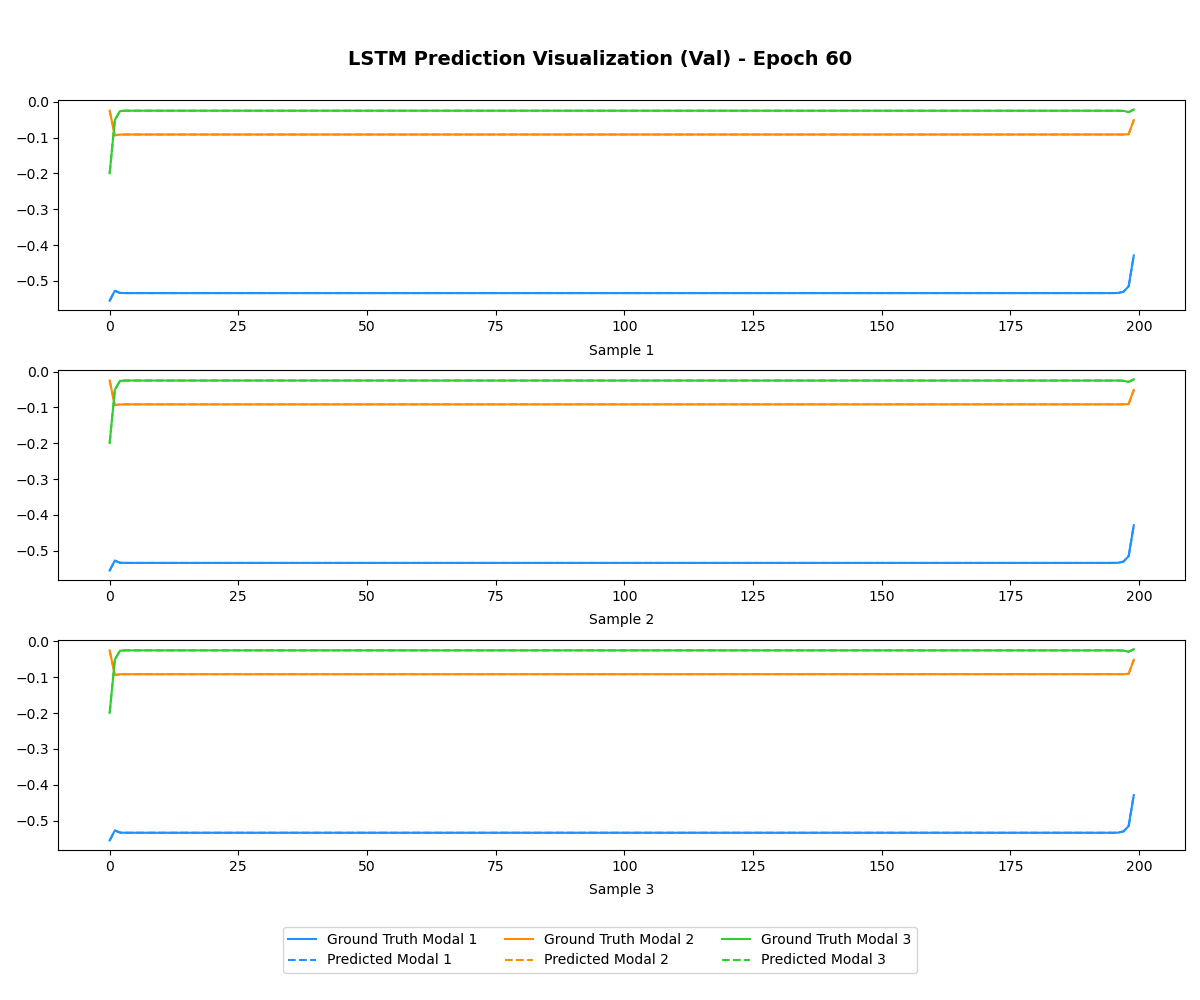 LSTM Prediction Visualization (Val) - Epoch 60
0.0
−0.1
−0.2
−0.3
−0.4
−0.5
0 25 50 75 100 125 150 175 200
Sample 1
0.0
−0.1
−0.2
−0.3
−0.4
−0.5
0 25 50 75 100 125 150 175 200
Sample 2
0.0
−0.1
−0.2
−0.3
−0.4
−0.5
0 25 50 75 100 125 150 175 200
Sample 3
Ground Truth Modal 1 Ground Truth Modal 2 Ground Truth Modal 3
Predicted Modal 1 Predicted Modal 2 Predicted Modal 3